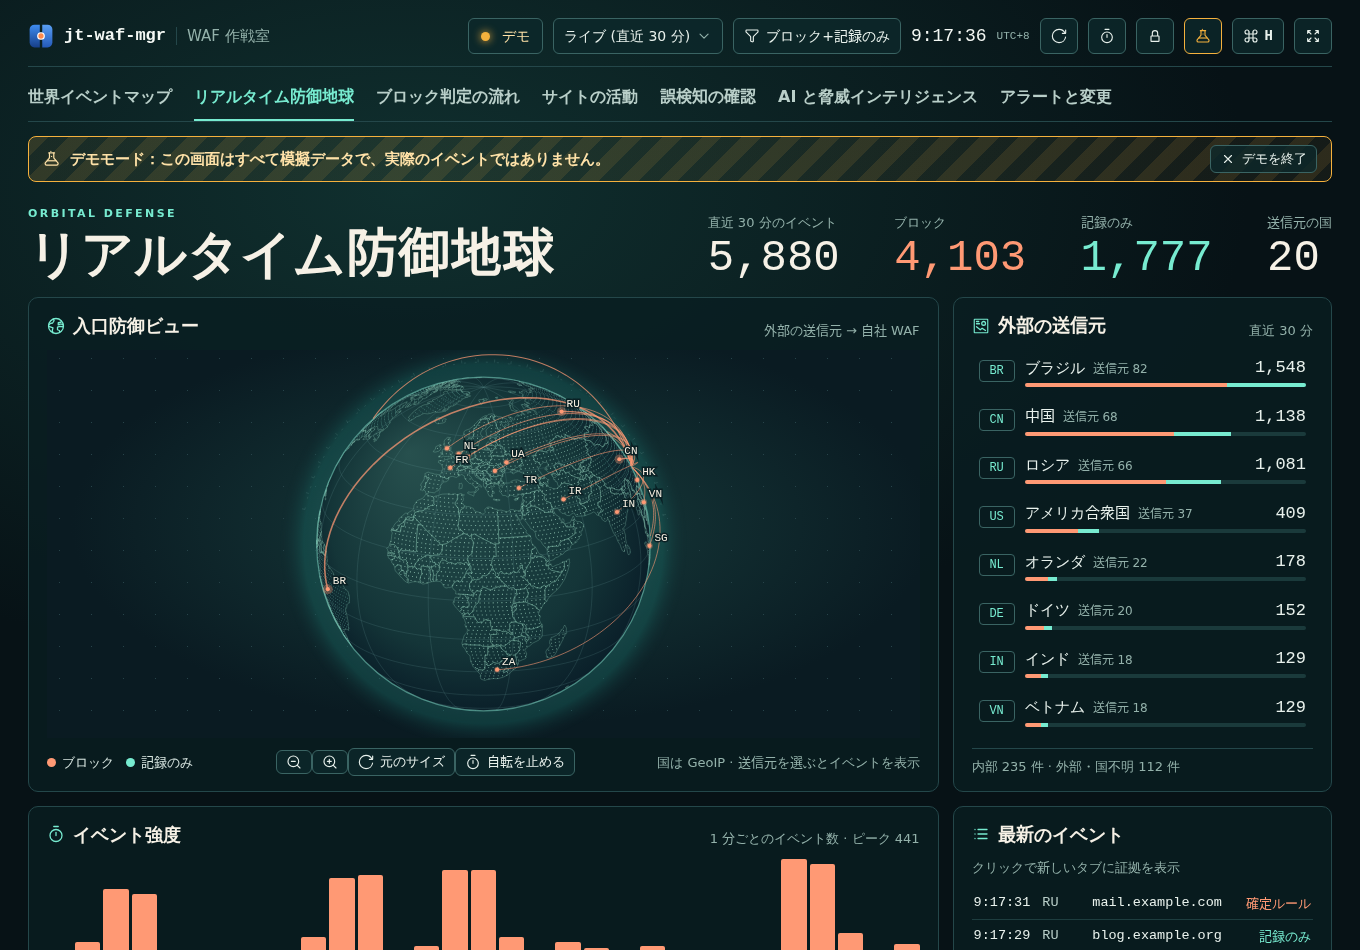 jt-waf-mgr WAF 作戦室 デモ ライブ (直近 30 分) ブロック+記録のみ 9:17:36 UTC+8 ⌘ H
世界イベントマップ リアルタイム防御地球 ブロック判定の流れ サイトの活動 誤検知の確認 AI と脅威インテリジェンス アラートと変更
デモモード：この画面はすべて模擬データで、実際のイベントではありません。 デモを終了
ORBITAL DEFENSE
リアルタイム防御地球
直近 30 分のイベント ブロック 記録のみ 送信元の国
5,880 4,103 1,777 20
入口防御ビュー 外部の送信元 → 自社 WAF
RU
NL
FR
UA
CN
TR
HK
IR
VN
IN
SG
BR
ZA
ブロック 記録のみ 元のサイズ 自転を止める 国は GeoIP · 送信元を選ぶとイベントを表示
外部の送信元 直近 30 分
BR ブラジル 送信元 82 1,548
CN 中国 送信元 68 1,138
RU ロシア 送信元 66 1,081
US アメリカ合衆国 送信元 37 409
NL オランダ 送信元 22 178
DE ドイツ 送信元 20 152
IN インド 送信元 18 129
VN ベトナム 送信元 18 129
内部 235 件 · 外部・国不明 112 件
イベント強度 1 分ごとのイベント数 · ピーク 441
最新のイベント
クリックで新しいタブに証拠を表示
9:17:31 RU mail.example.com 確定ルール
9:17:29 RU blog.example.org 記録のみ